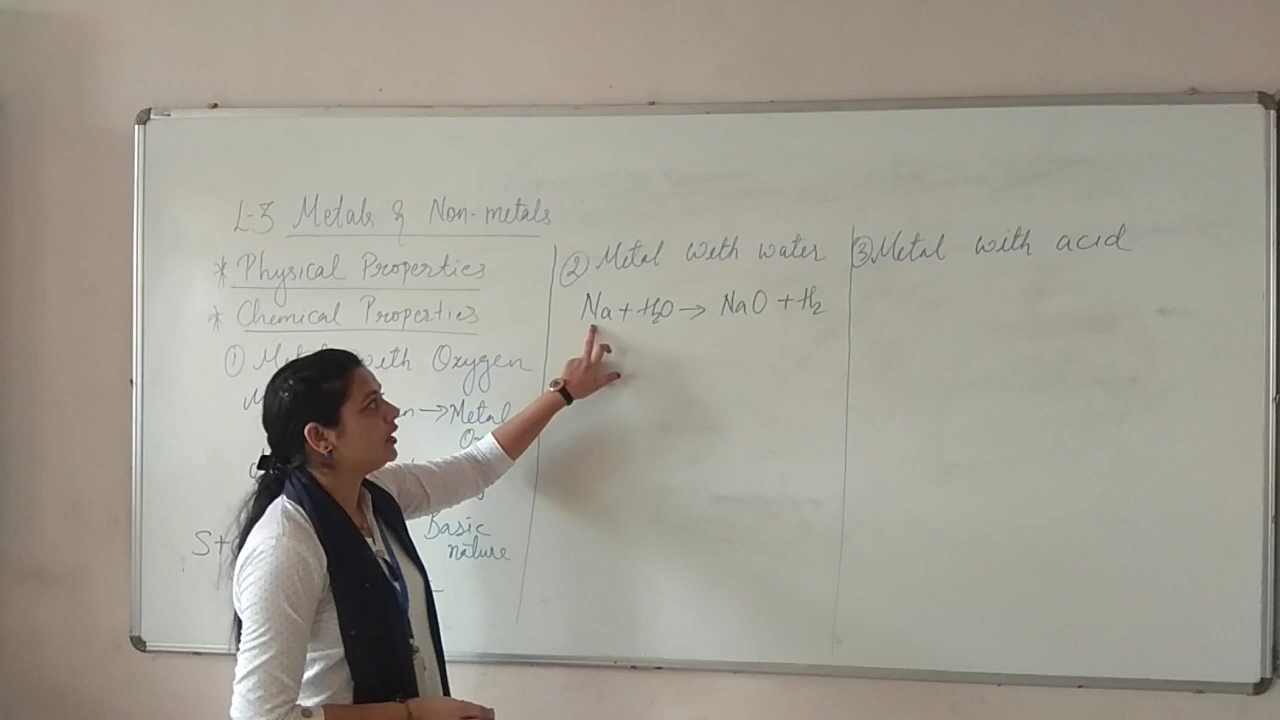 L-3 Metals & Non-metals
* Physical Properties
* Chemical Properties
① with Oxygen
→ Metal
S+
Basic
nature
② Metal with water
Na + H₂O → NaO + H₂
③ Metal with acid